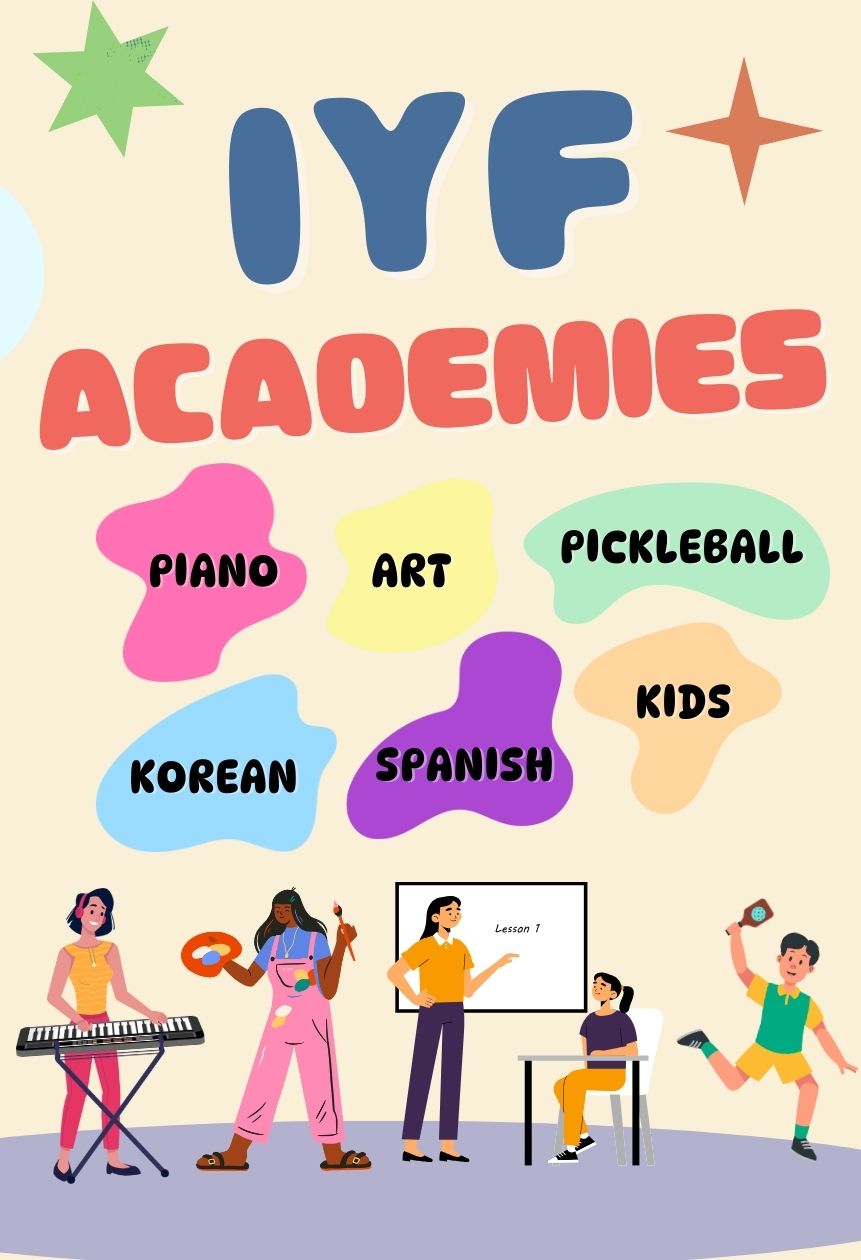 IYF
ACADEMIES
PIANO
ART
PICKLEBALL
KIDS
KOREAN
SPANISH
Lesson 1